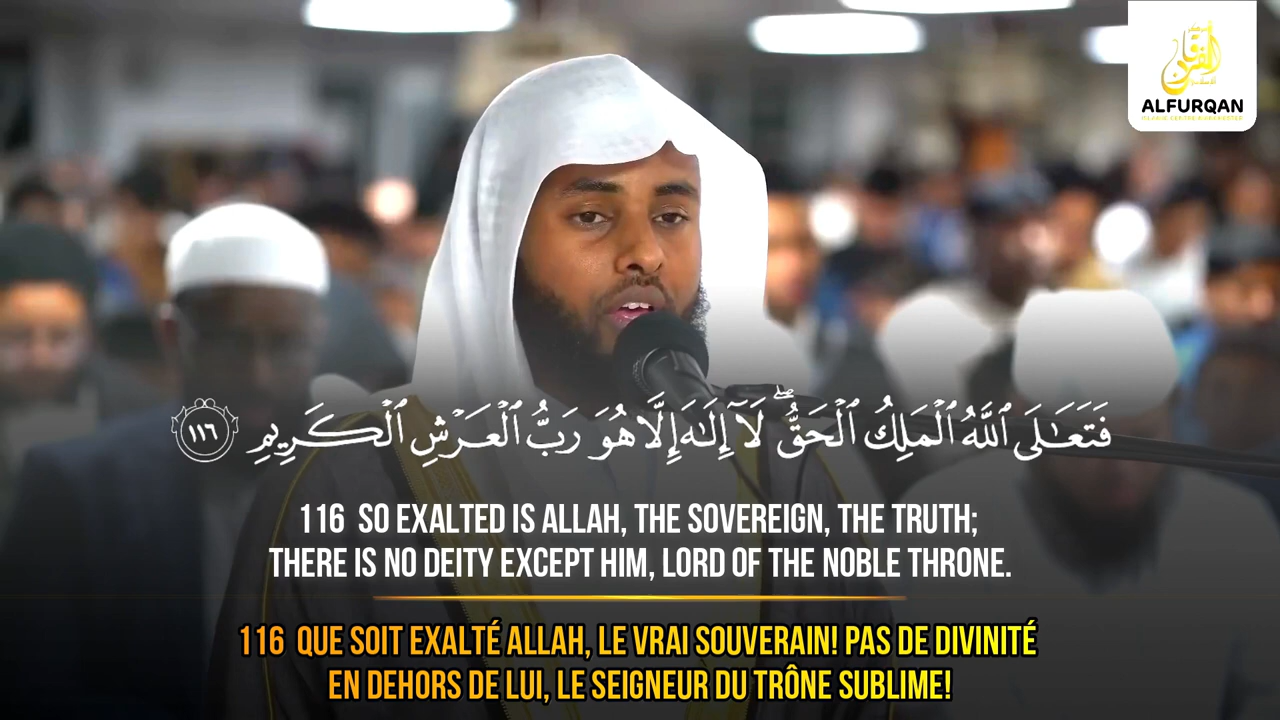 ALFURQAN
فَتَعَٰلَى ٱللَّهُ ٱلْمَلِكُ ٱلْحَقُّ ۖ لَآ إِلَٰهَ إِلَّا هُوَ رَبُّ ٱلْعَرْشِ ٱلْكَرِيمِ ١١٦
116 SO EXALTED IS ALLAH, THE SOVEREIGN, THE TRUTH;
THERE IS NO DEITY EXCEPT HIM, LORD OF THE NOBLE THRONE.
116 QUE SOIT EXALTÉ ALLAH, LE VRAI SOUVERAIN! PAS DE DIVINITÉ
EN DEHORS DE LUI, LE SEIGNEUR DU TRÔNE SUBLIME!